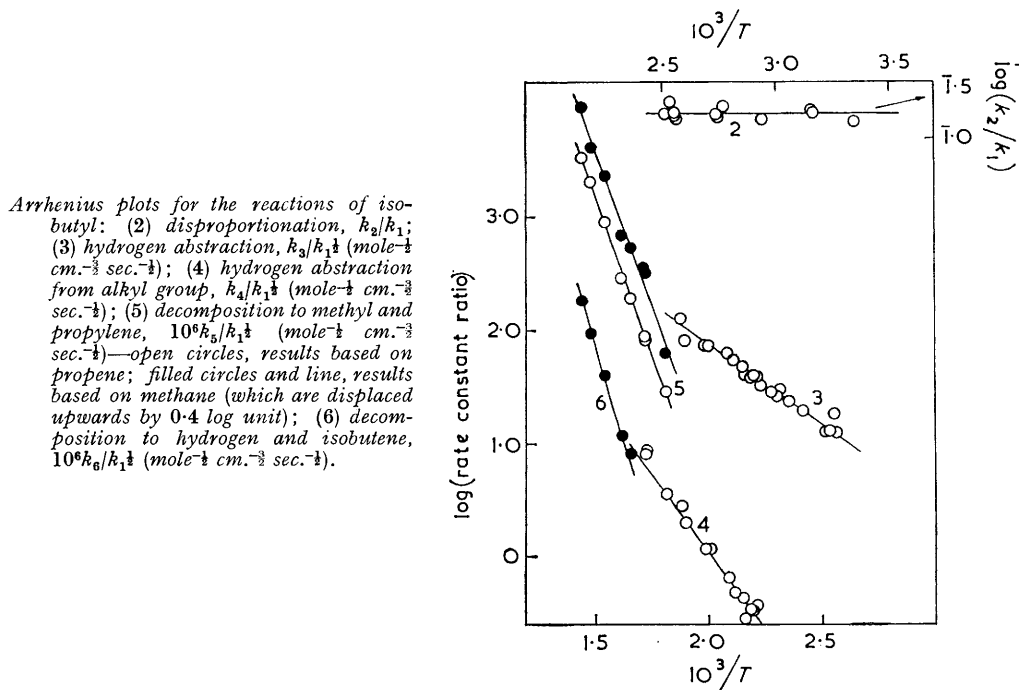 Arrhenius plots for the reactions of iso-
butyl: (2) disproportionation, k₂/k₁;
(3) hydrogen abstraction, k₃/k₁½ (mole⁻½
cm.⁻³⁄₂ sec.⁻½); (4) hydrogen abstraction
from alkyl group, k₄/k₁½ (mole⁻½ cm.⁻³⁄₂
sec.⁻½); (5) decomposition to methyl and
propylene, 10⁶k₅/k₁½ (mole⁻½ cm.⁻³⁄₂
sec.⁻½)—open circles, results based on
propene; filled circles and line, results
based on methane (which are displaced
upwards by 0·4 log unit); (6) decom-
position to hydrogen and isobutene,
10⁶k₆/k₁½ (mole⁻½ cm.⁻³⁄₂ sec.⁻½).
10³/T
2·5 3·0 3·5
1̄·5
1̄·0
log(k₂/k₁)
2
3·0
2·0
1·0
0
log(rate constant ratio)
5
3
6
4
1·5 2·0 2·5
10³/T